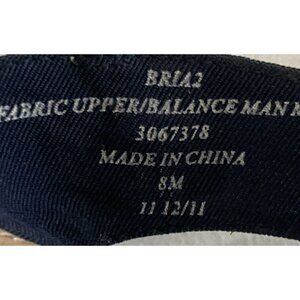 BRIA2
FABRIC UPPER/BALANCE MAN M
3067378
MADE IN CHINA
8M
11 12/11